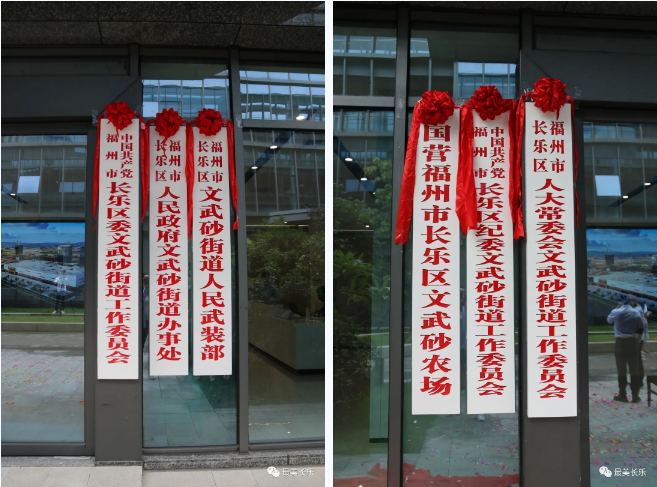 中国共产党
福州市
长乐区委文武砂街道工作委员会
福州市
长乐区
人民政府文武砂街道办事处
福州市
长乐区
文武砂街道人民武装部
最美长乐
国营福州市长乐区文武砂农场
中国共产党
福州市
长乐区纪委文武砂街道工作委员会
福州市
长乐区
人大常委会文武砂街道工作委员会
最美长乐